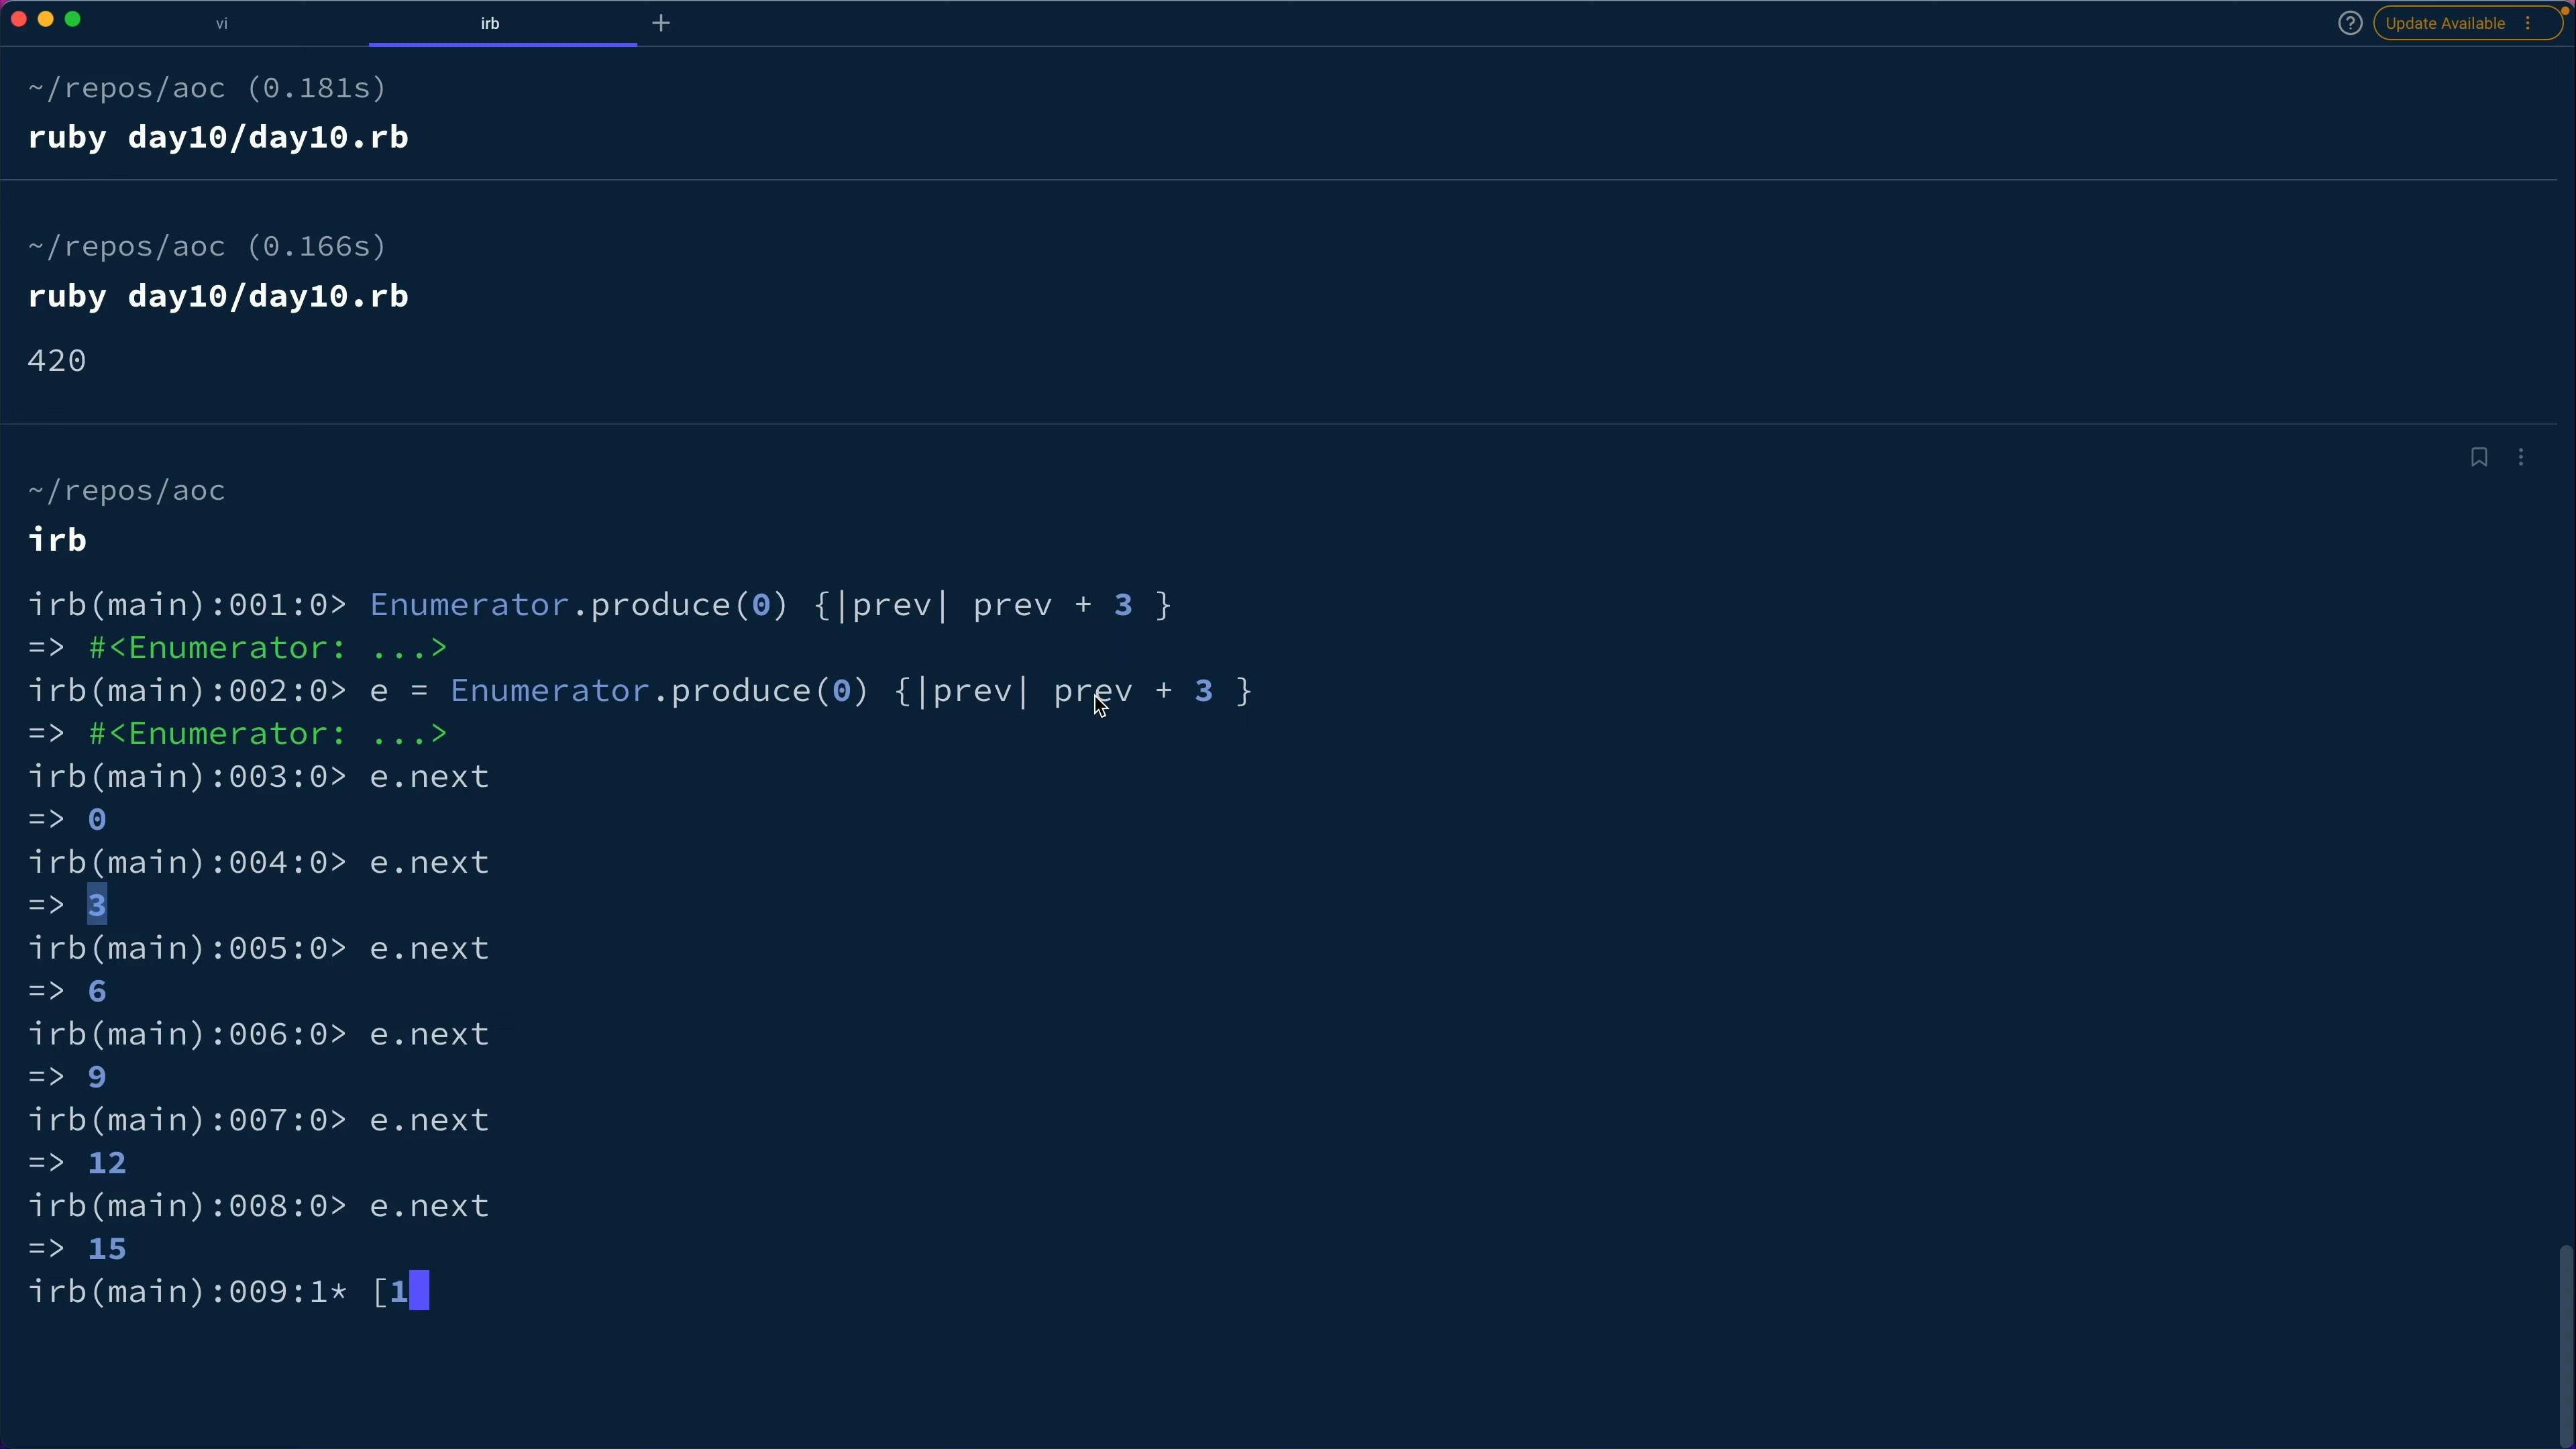 vi
irb
Update Available
~/repos/aoc (0.181s)
ruby day10/day10.rb
~/repos/aoc (0.166s)
ruby day10/day10.rb
420
~/repos/aoc
irb
irb(main):001:0> Enumerator.produce(0) {|prev| prev + 3 }
=> #<Enumerator: ...>
irb(main):002:0> e = Enumerator.produce(0) {|prev| prev + 3 }
=> #<Enumerator: ...>
irb(main):003:0> e.next
=> 0
irb(main):004:0> e.next
=> 3
irb(main):005:0> e.next
=> 6
irb(main):006:0> e.next
=> 9
irb(main):007:0> e.next
=> 12
irb(main):008:0> e.next
=> 15
irb(main):009:1* [1